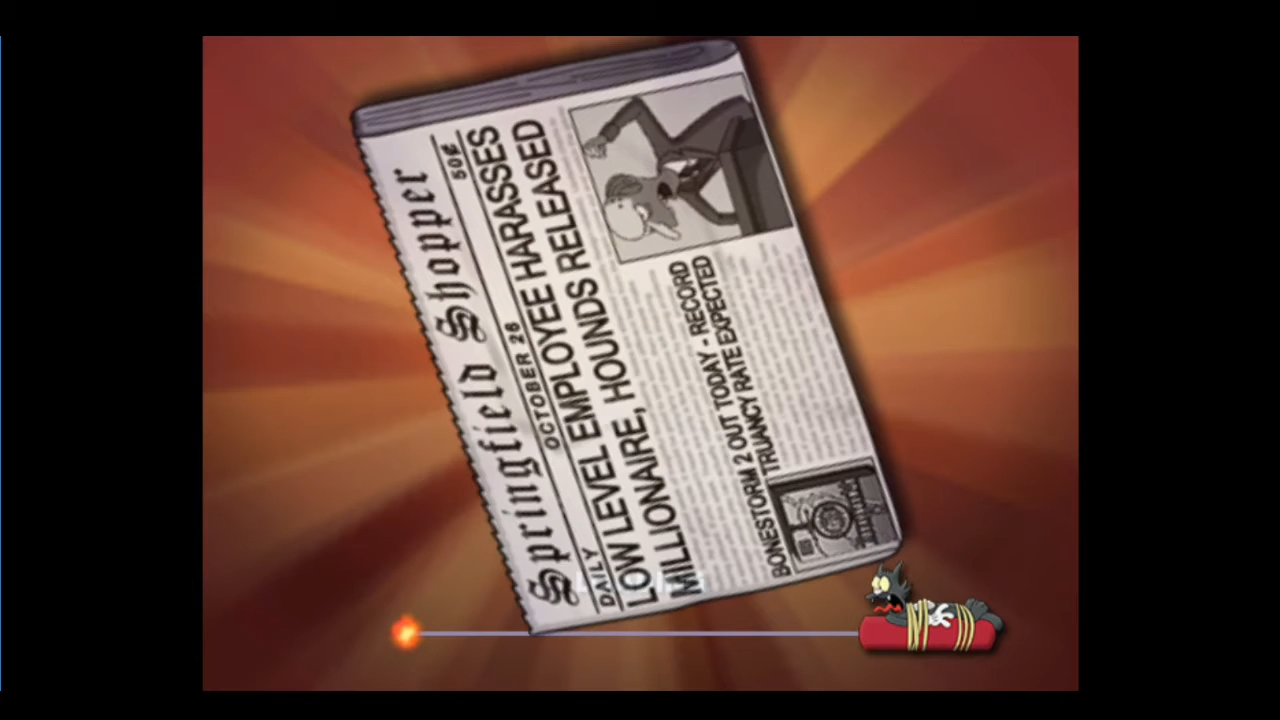 Springfield Shopper
DAILY OCTOBER 26 50¢
LOW LEVEL EMPLOYEE HARASSES
MILLIONAIRE, HOUNDS RELEASED
BONESTORM 2 OUT TODAY - RECORD
TRUANCY RATE EXPECTED